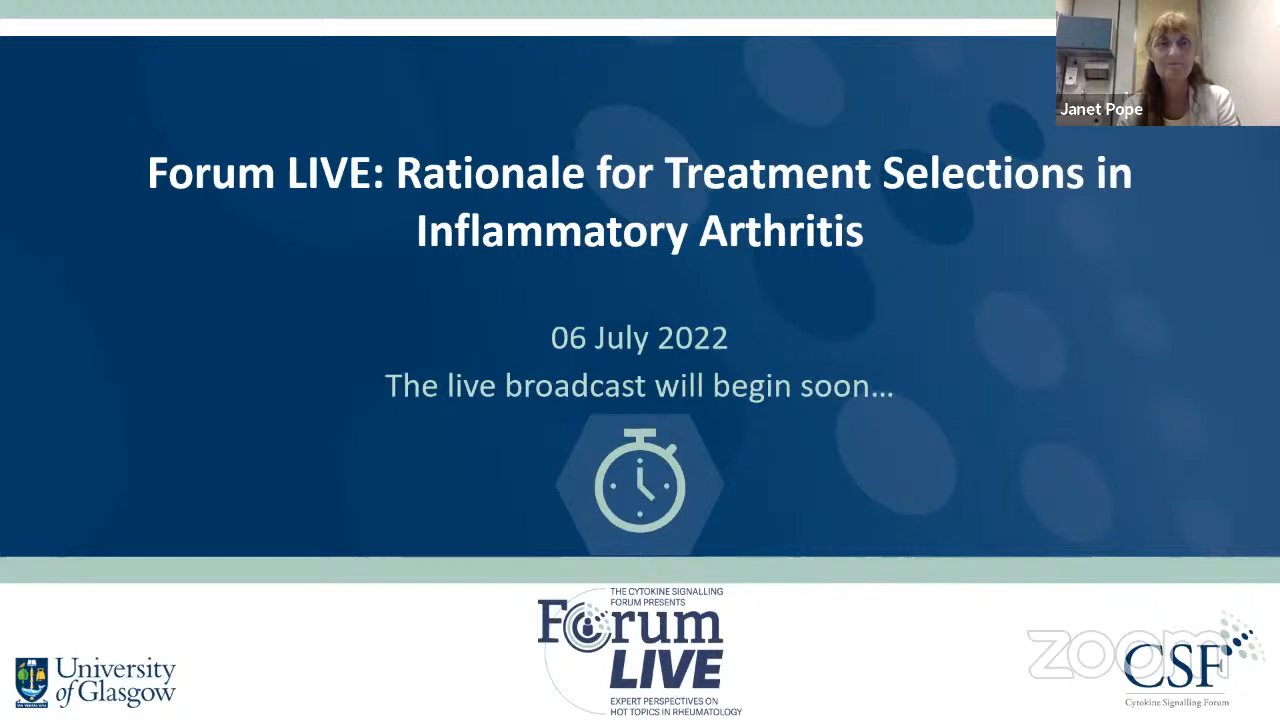 Janet Pope
Forum LIVE: Rationale for Treatment Selections in
Inflammatory Arthritis
06 July 2022
The live broadcast will begin soon...
THE CYTOKINE SIGNALLING
FORUM PRESENTS
Forum
LIVE
EXPERT PERSPECTIVES ON
HOT TOPICS IN RHEUMATOLOGY
University
of Glasgow
zoom
CSF
Cytokine Signalling Forum